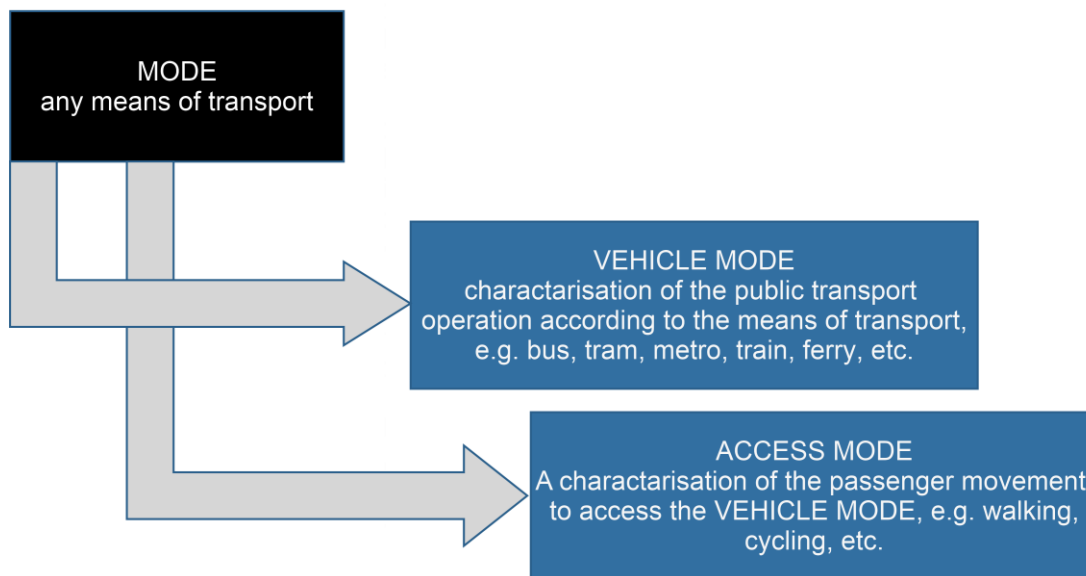 MODE
any means of transport
VEHICLE MODE
charactarisation of the public transport
operation according to the means of transport,
e.g. bus, tram, metro, train, ferry, etc.
ACCESS MODE
A charactarisation of the passenger movement
to access the VEHICLE MODE, e.g. walking,
cycling, etc.